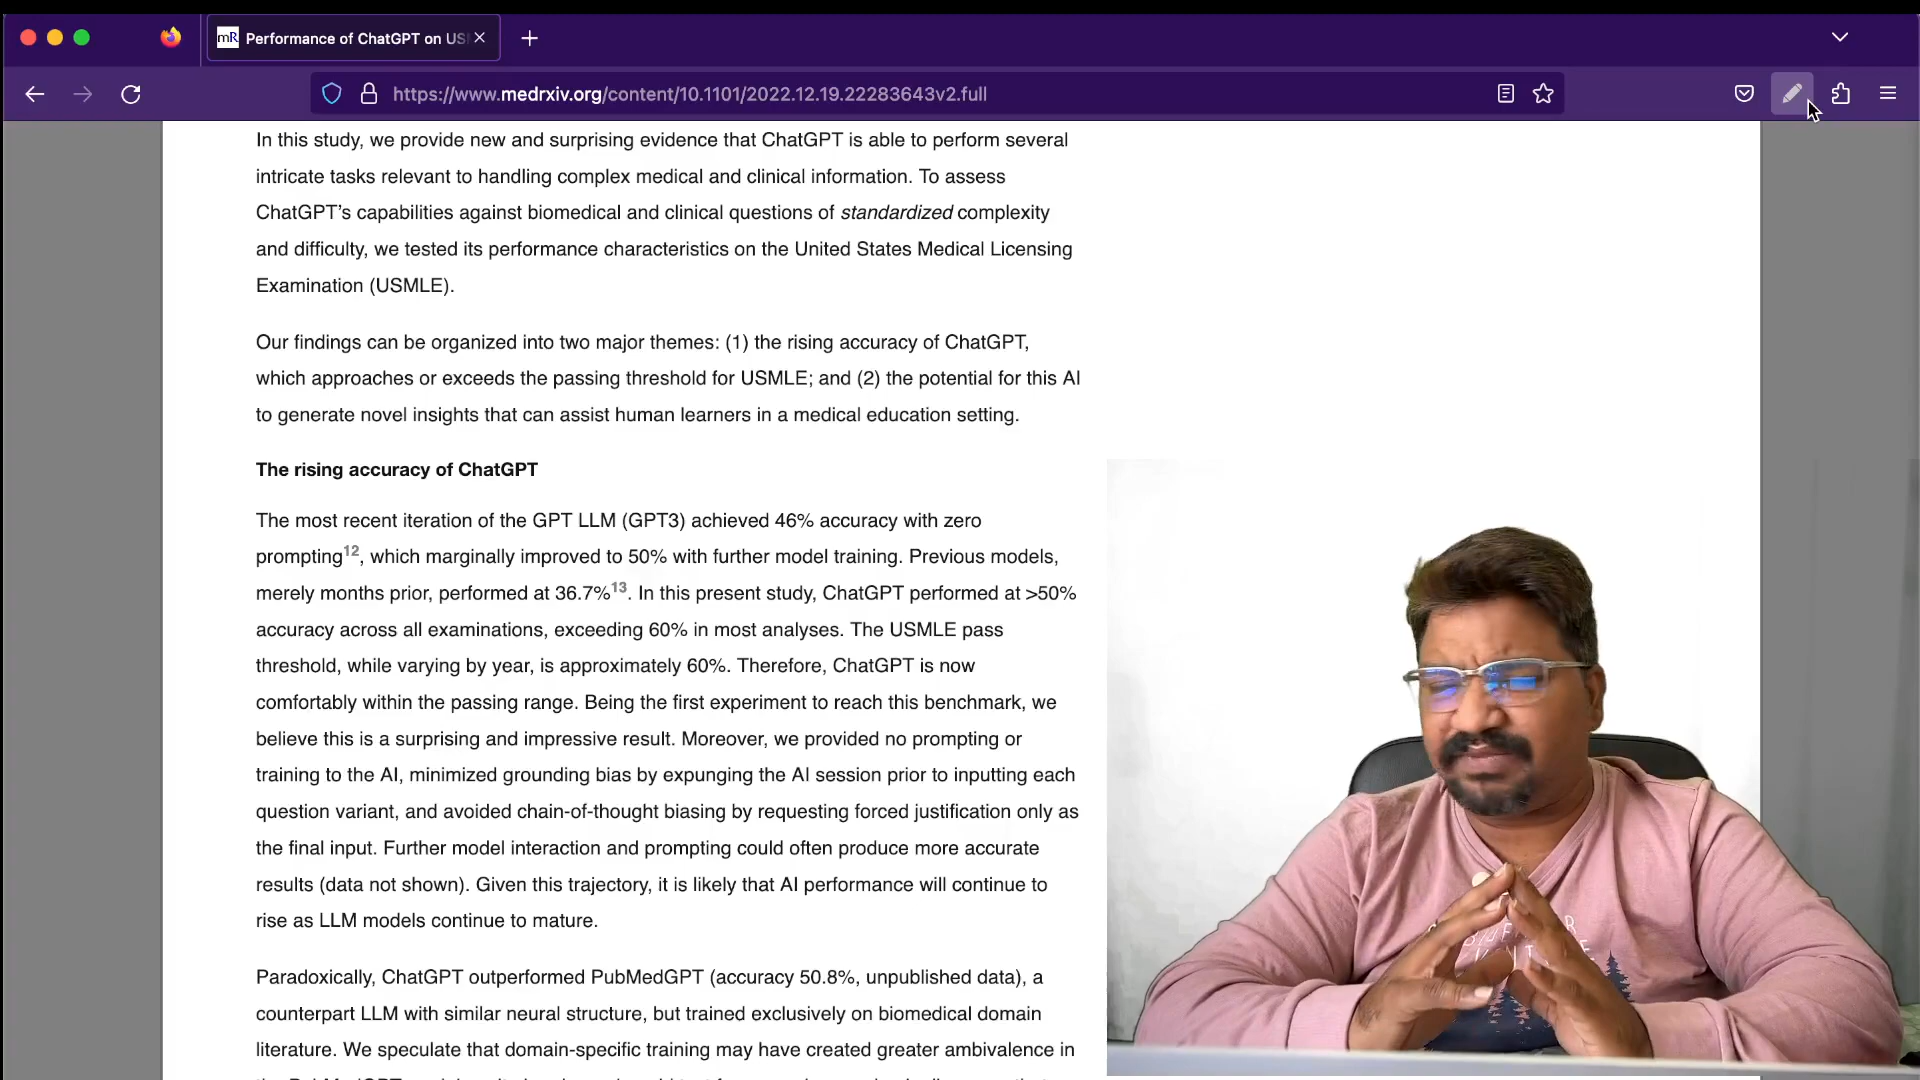 mR Performance of ChatGPT on US
https://www.medrxiv.org/content/10.1101/2022.12.19.22283643v2.full
In this study, we provide new and surprising evidence that ChatGPT is able to perform several
intricate tasks relevant to handling complex medical and clinical information. To assess
ChatGPT’s capabilities against biomedical and clinical questions of standardized complexity
and difficulty, we tested its performance characteristics on the United States Medical Licensing
Examination (USMLE).
Our findings can be organized into two major themes: (1) the rising accuracy of ChatGPT,
which approaches or exceeds the passing threshold for USMLE; and (2) the potential for this AI
to generate novel insights that can assist human learners in a medical education setting.
The rising accuracy of ChatGPT
The most recent iteration of the GPT LLM (GPT3) achieved 46% accuracy with zero
prompting12, which marginally improved to 50% with further model training. Previous models,
merely months prior, performed at 36.7%13. In this present study, ChatGPT performed at >50%
accuracy across all examinations, exceeding 60% in most analyses. The USMLE pass
threshold, while varying by year, is approximately 60%. Therefore, ChatGPT is now
comfortably within the passing range. Being the first experiment to reach this benchmark, we
believe this is a surprising and impressive result. Moreover, we provided no prompting or
training to the AI, minimized grounding bias by expunging the AI session prior to inputting each
question variant, and avoided chain-of-thought biasing by requesting forced justification only as
the final input. Further model interaction and prompting could often produce more accurate
results (data not shown). Given this trajectory, it is likely that AI performance will continue to
rise as LLM models continue to mature.
Paradoxically, ChatGPT outperformed PubMedGPT (accuracy 50.8%, unpublished data), a
counterpart LLM with similar neural structure, but trained exclusively on biomedical domain
literature. We speculate that domain-specific training may have created greater ambivalence in